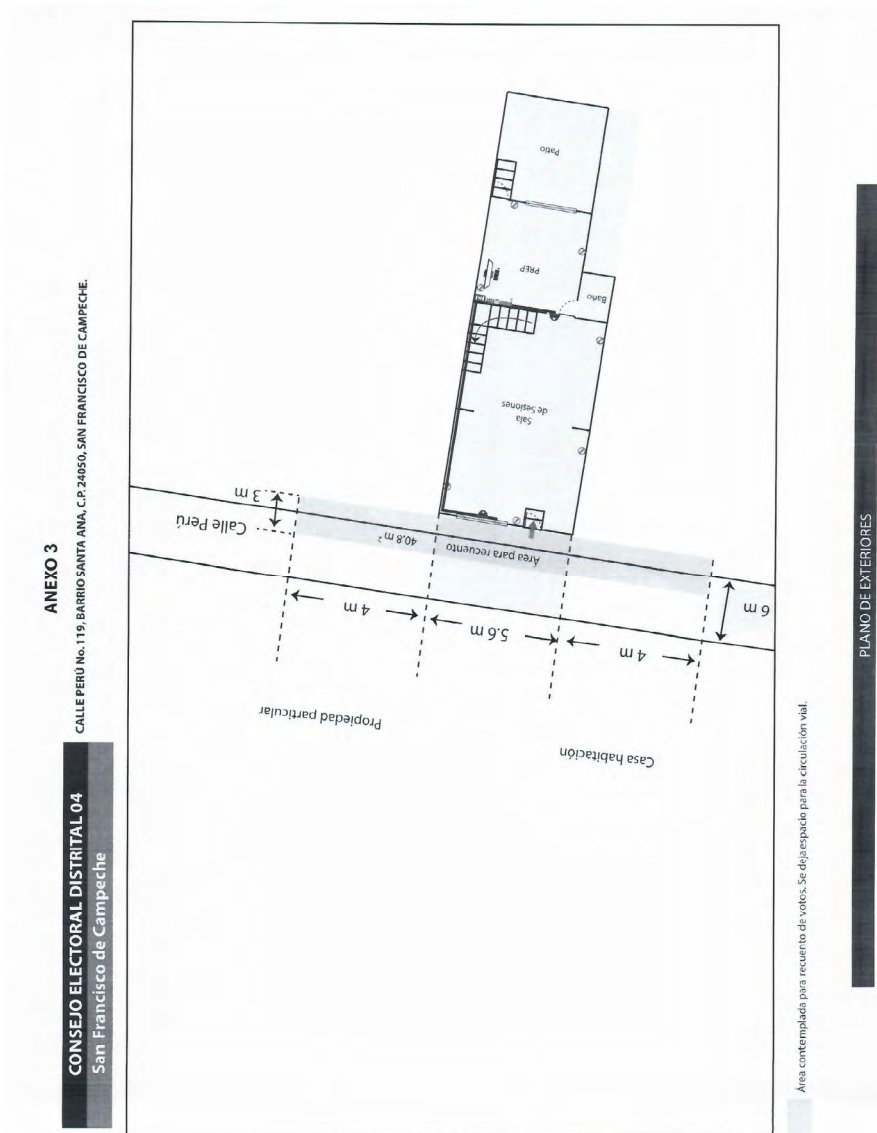 ANEXO 3
CONSEJO ELECTORAL DISTRITAL 04
San Francisco de Campeche
CALLE PERÚ No. 119, BARRIO SANTA ANA, C.P. 24050, SAN FRANCISCO DE CAMPECHE.
Patio
PREP
Baño
Sala
de Sesiones
3 m
Calle Perú
Área para recuento
40.8 m²
4 m
5.6 m
4 m
6 m
Propiedad particular
Casa habitación
Área contemplada para recuento de votos. Se deja espacio para la circulación vial.
PLANO DE EXTERIORES